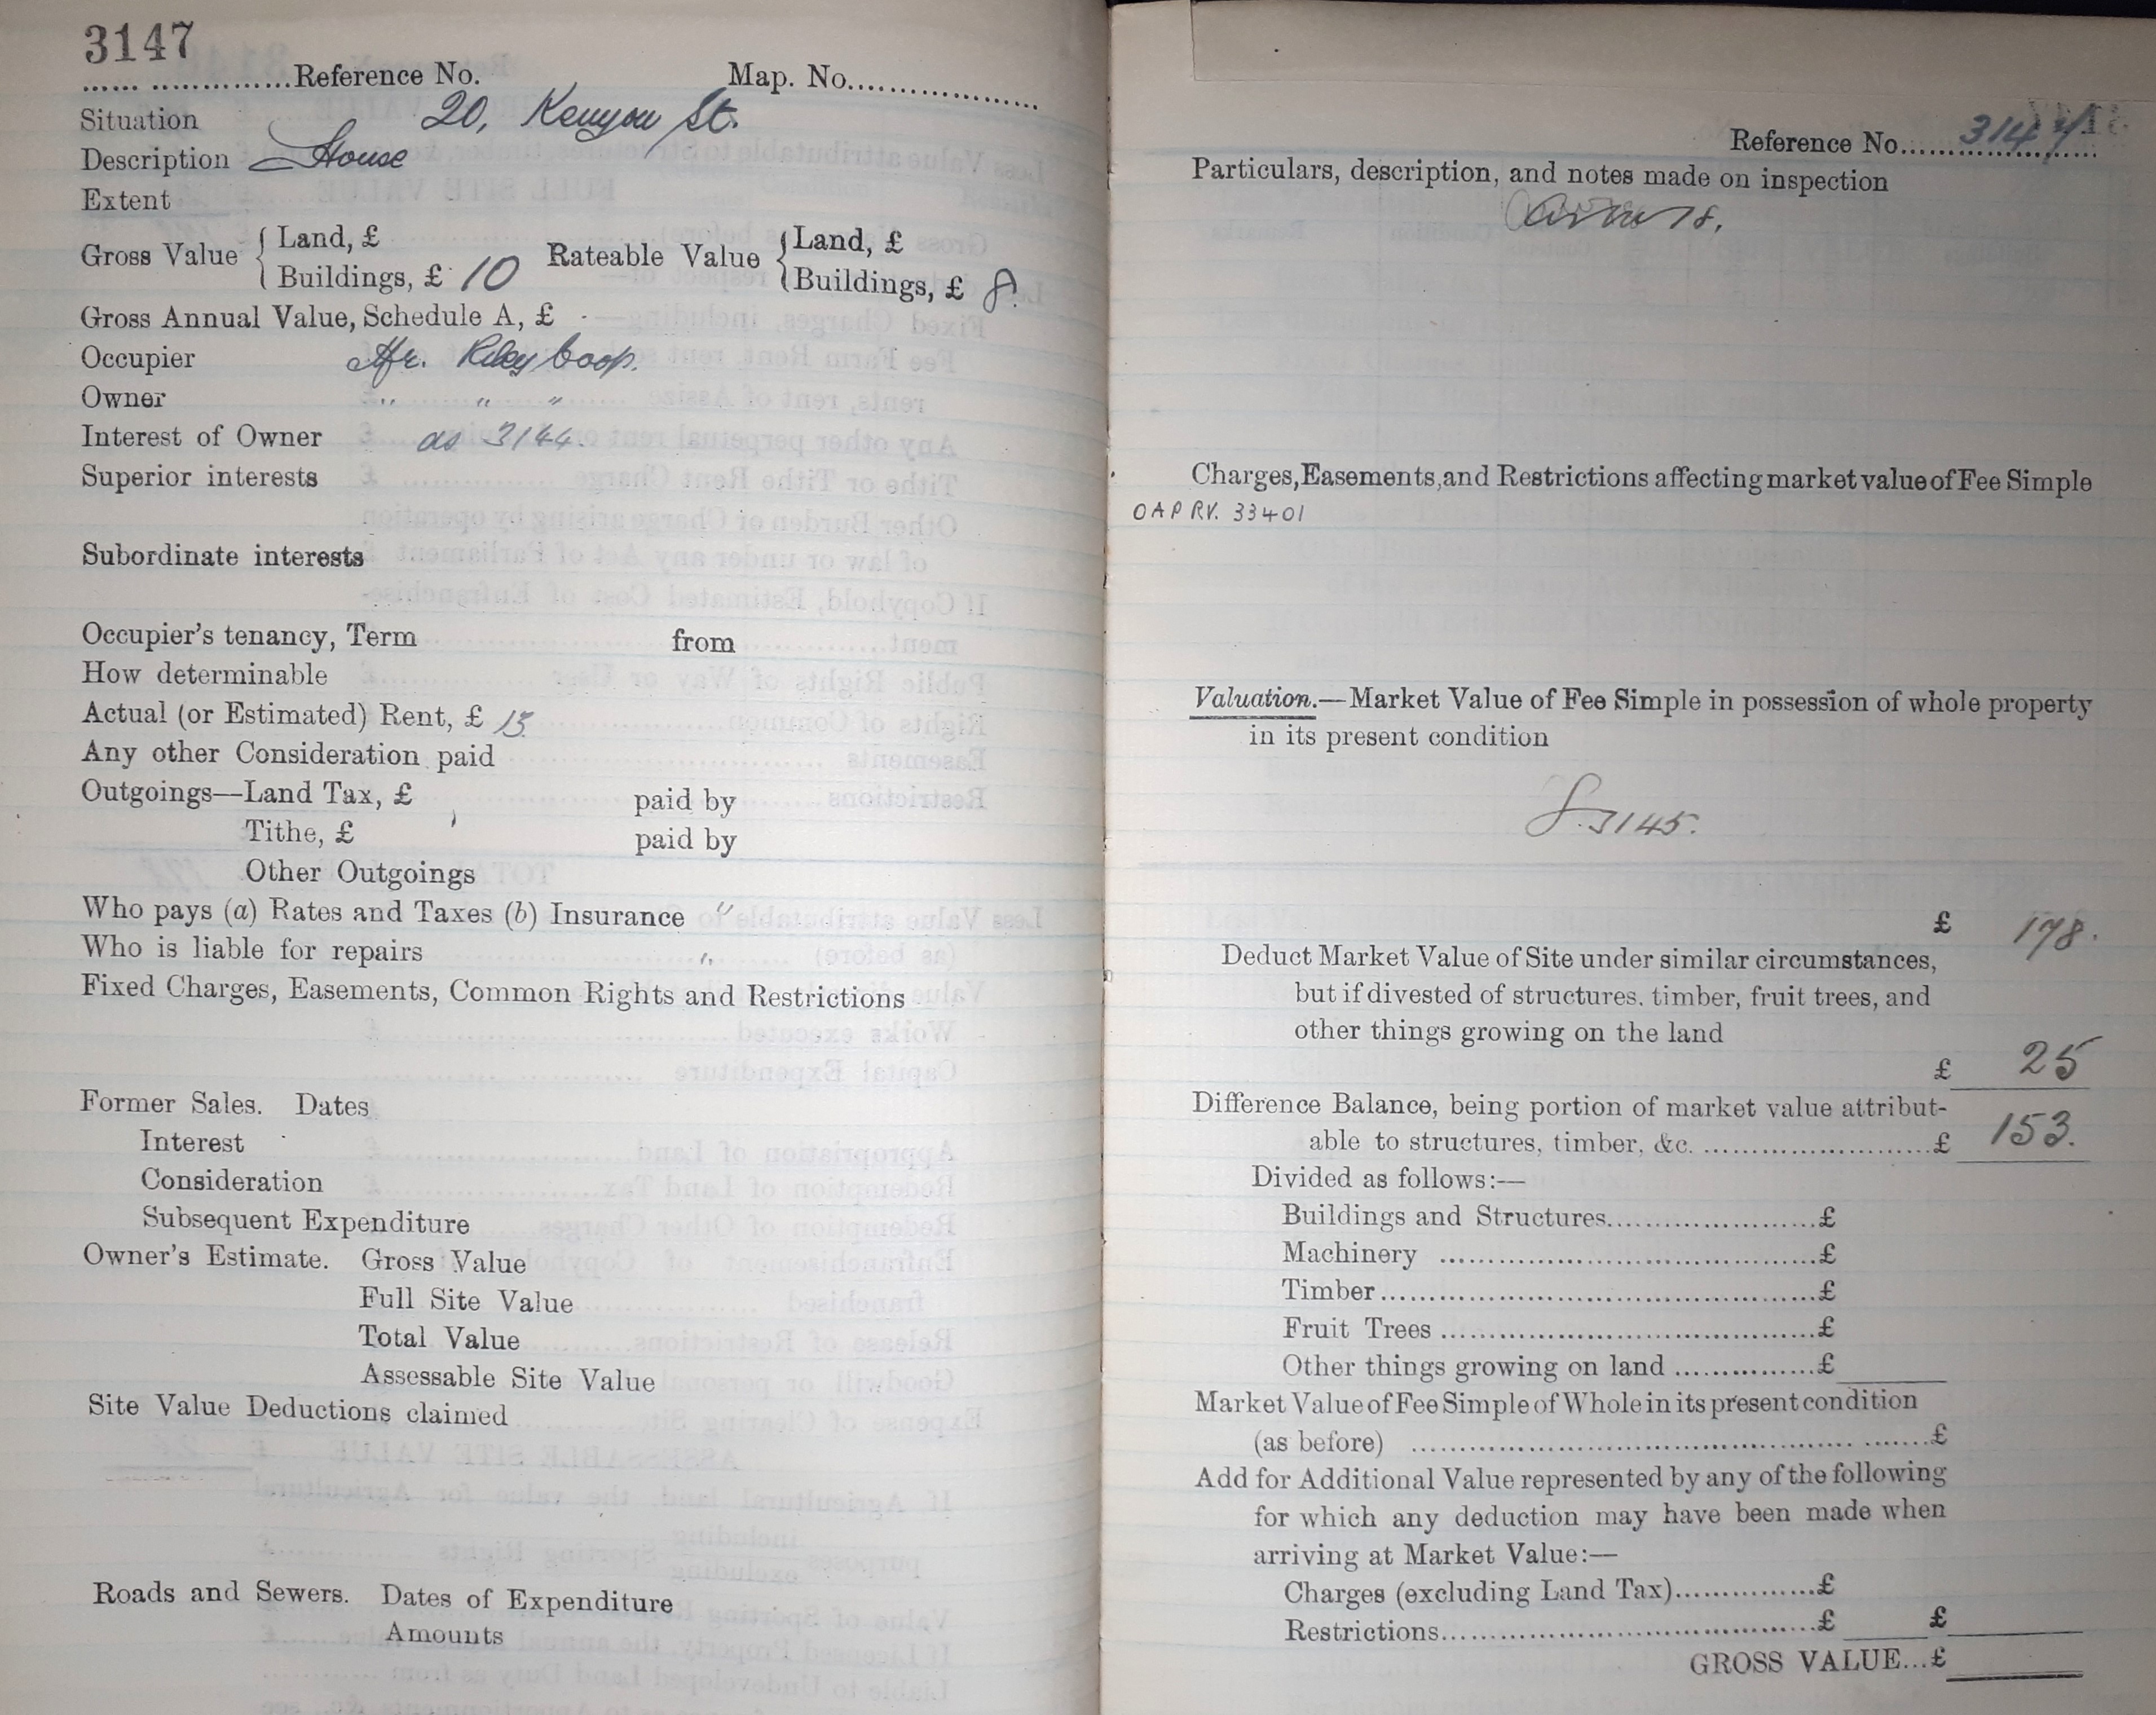 3147
Reference No. Map. No.
Situation 20, Kenyon St.
Description House
Extent
Gross Value { Land, £ Rateable Value { Land, £
Buildings, £ 10 Buildings, £ 8.
Gross Annual Value, Schedule A, £
Occupier Riley Coop.
Owner " " "
Interest of Owner as 3144.
Superior interests
Subordinate interests
Occupier's tenancy, Term from
How determinable
Actual (or Estimated) Rent, £ 13
Any other Consideration paid
Outgoings—Land Tax, £ paid by
Tithe, £ paid by
Other Outgoings
Who pays (a) Rates and Taxes (b) Insurance "
Who is liable for repairs "
Fixed Charges, Easements, Common Rights and Restrictions
Former Sales. Dates
Interest
Consideration
Subsequent Expenditure
Owner's Estimate. Gross Value
Full Site Value
Total Value
Assessable Site Value
Site Value Deductions claimed
Roads and Sewers. Dates of Expenditure
Amounts
Reference No. 3147
Particulars, description, and notes made on inspection
Charges, Easements, and Restrictions affecting market value of Fee Simple
OAP RV. 33401
Valuation.—Market Value of Fee Simple in possession of whole property
in its present condition
3145.
£ 178.
Deduct Market Value of Site under similar circumstances,
but if divested of structures. timber, fruit trees, and
other things growing on the land
£ 25
Difference Balance, being portion of market value attribut-
able to structures, timber, &c. £ 153.
Divided as follows:—
Buildings and Structures £
Machinery £
Timber £
Fruit Trees £
Other things growing on land £
Market Value of Fee Simple of Whole in its present condition
(as before) £
Add for Additional Value represented by any of the following
for which any deduction may have been made when
arriving at Market Value:—
Charges (excluding Land Tax) £
Restrictions £ £
GROSS VALUE...£